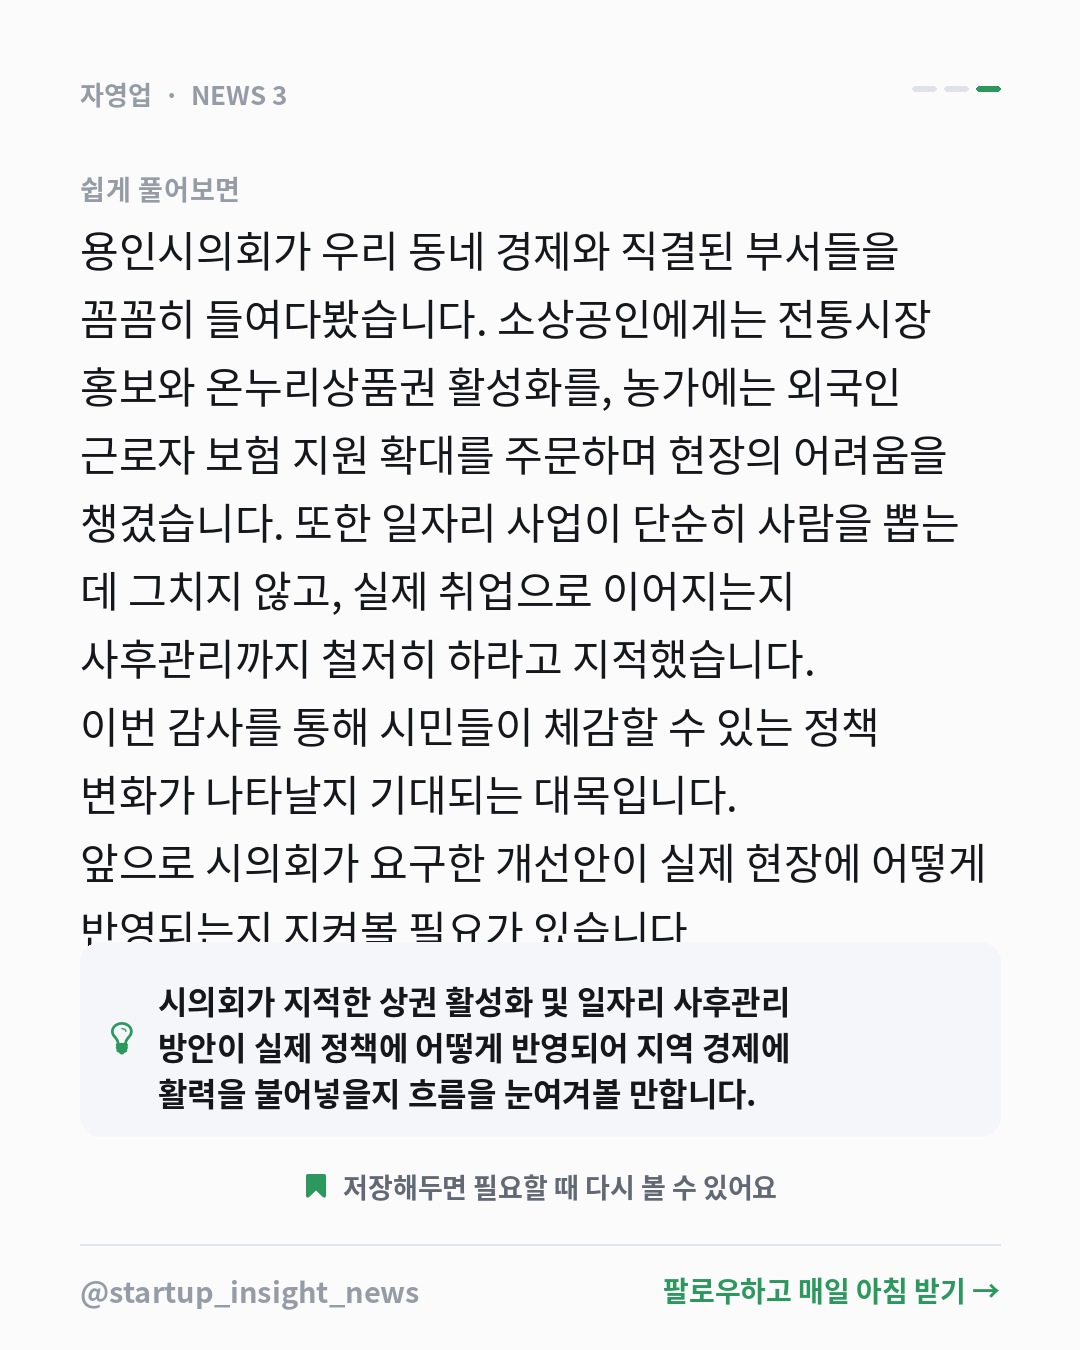 자영업 · NEWS 3
쉽게 풀어보면
용인시의회가 우리 동네 경제와 직결된 부서들을
꼼꼼히 들여다봤습니다. 소상공인에게는 전통시장
홍보와 온누리상품권 활성화를, 농가에는 외국인
근로자 보험 지원 확대를 주문하며 현장의 어려움을
챙겼습니다. 또한 일자리 사업이 단순히 사람을 뽑는
데 그치지 않고, 실제 취업으로 이어지는지
사후관리까지 철저히 하라고 지적했습니다.
이번 감사를 통해 시민들이 체감할 수 있는 정책
변화가 나타날지 기대되는 대목입니다.
앞으로 시의회가 요구한 개선안이 실제 현장에 어떻게
반영되는지 지켜볼 필요가 있습니다
시의회가 지적한 상권 활성화 및 일자리 사후관리
방안이 실제 정책에 어떻게 반영되어 지역 경제에
활력을 불어넣을지 흐름을 눈여겨볼 만합니다.
저장해두면 필요할 때 다시 볼 수 있어요
@startup_insight_news
팔로우하고 매일 아침 받기 →